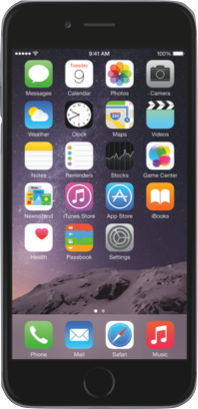 9:41 AM 100%
Tuesday
9
Messages Calendar Photos Camera
Weather Clock Maps Videos
Notes Reminders Stocks Game Center
Newsstand iTunes Store App Store iBooks
Health Passbook Settings
Phone Mail Safari Music